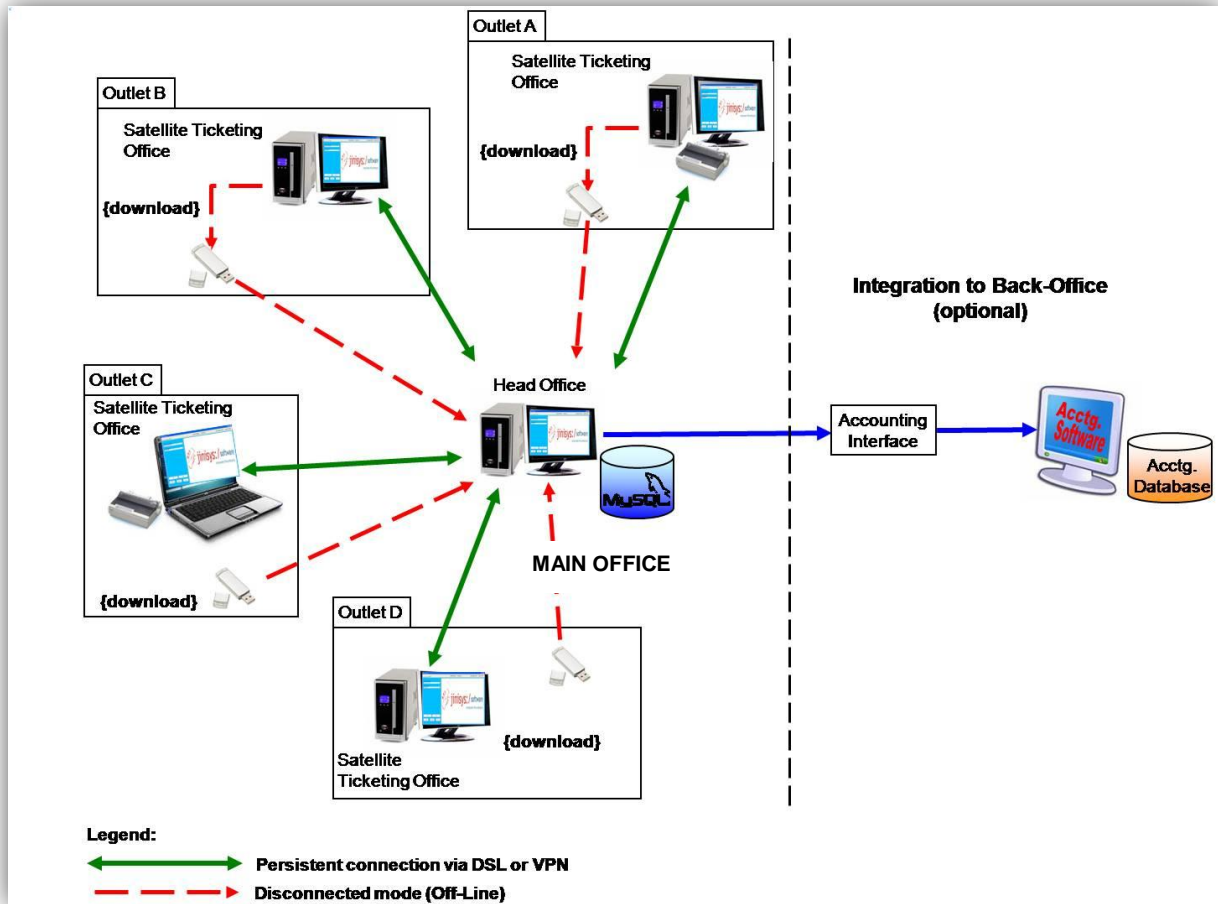 Outlet A
Satellite Ticketing
Office
{download}
Outlet B
Satellite Ticketing
Office
{download}
Integration to Back-Office
(optional)
Outlet C
Satellite Ticketing
Office
{download}
Head Office
MySQL
Accounting
Interface
Acctg.
Software
Acctg.
Database
MAIN OFFICE
Outlet D
{download}
Satellite
Ticketing Office
Legend:
Persistent connection via DSL or VPN
Disconnected mode (Off-Line)